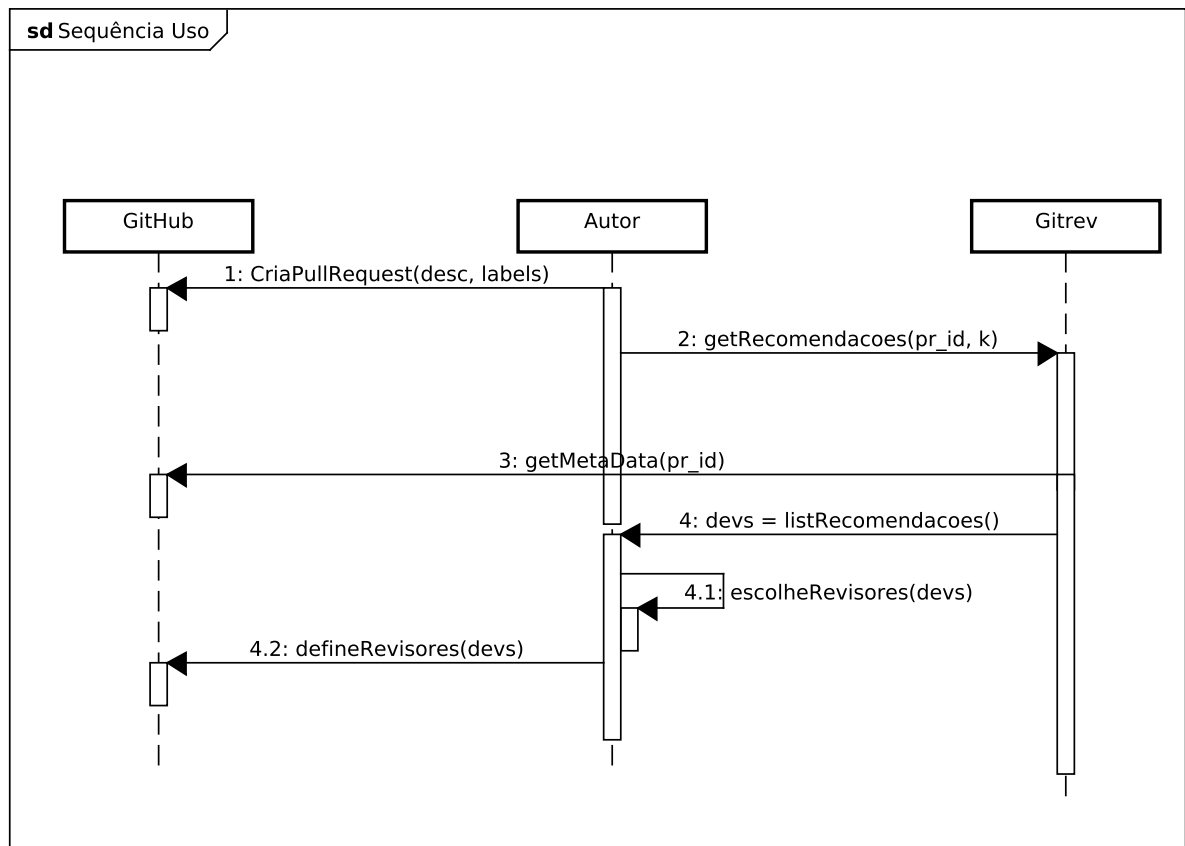 sd Sequência Uso
GitHub
Autor
Gitrev
1: CriaPullRequest(desc, labels)
2: getRecomendacoes(pr_id, k)
3: getMetaData(pr_id)
4: devs = listRecomendacoes()
4.1: escolheRevisores(devs)
4.2: defineRevisores(devs)